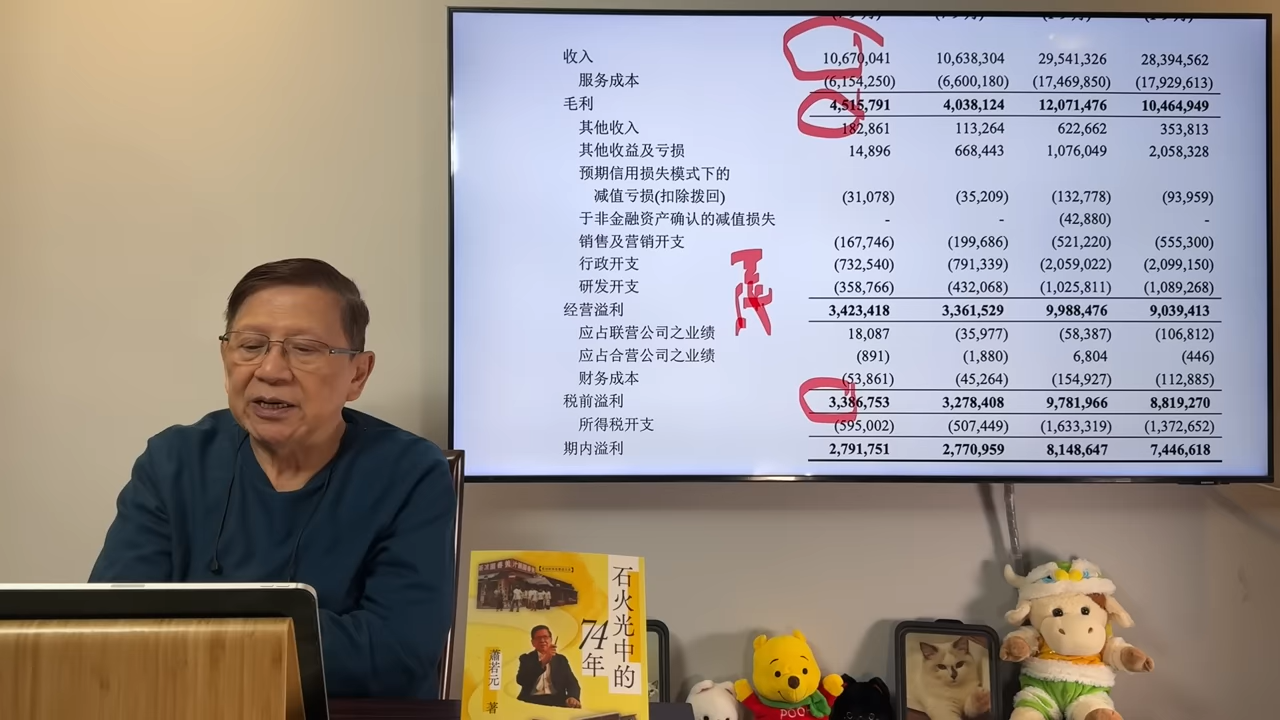 收入 10,670,041 10,638,304 29,541,326 28,394,562
服务成本 (6,154,250) (6,600,180) (17,469,850) (17,929,613)
毛利 4,515,791 4,038,124 12,071,476 10,464,949
其他收入 182,861 113,264 622,662 353,813
其他收益及亏损 14,896 668,443 1,076,049 2,058,328
预期信用损失模式下的
减值亏损(扣除拨回) (31,078) (35,209) (132,778) (93,959)
于非金融资产确认的减值损失 - - (42,880) -
销售及营销开支 (167,746) (199,686) (521,220) (555,300)
行政开支 (732,540) (791,339) (2,059,022) (2,099,150)
研发开支 (358,766) (432,068) (1,025,811) (1,089,268)
经营溢利 3,423,418 3,361,529 9,988,476 9,039,413
应占联营公司之业绩 18,087 (35,977) (58,387) (106,812)
应占合营公司之业绩 (891) (1,880) 6,804 (446)
财务成本 (53,861) (45,264) (154,927) (112,885)
税前溢利 3,386,753 3,278,408 9,781,966 8,819,270
所得税开支 (595,002) (507,449) (1,633,319) (1,372,652)
期内溢利 2,791,751 2,770,959 8,148,647 7,446,618
石火光中的
74年
蕭若元 著
POO